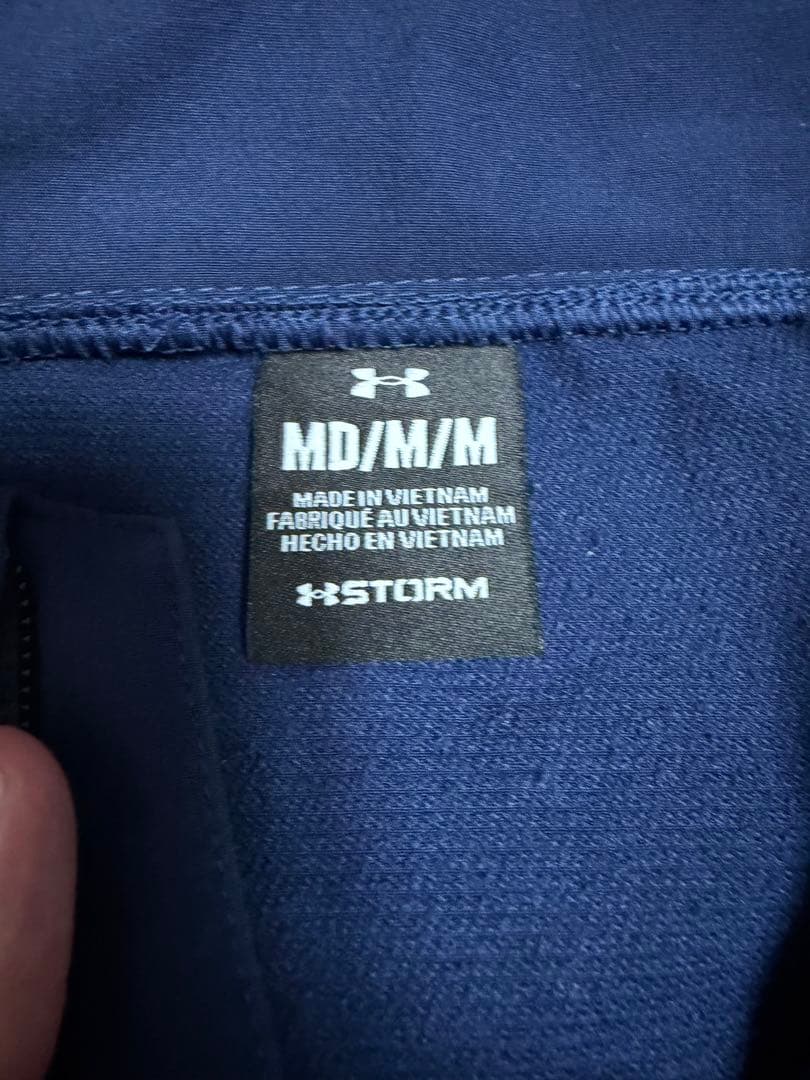 MD/M/M
MADE IN VIETNAM
FABRIQUÉ AU VIETNAM
HECHO EN VIETNAM
STORM